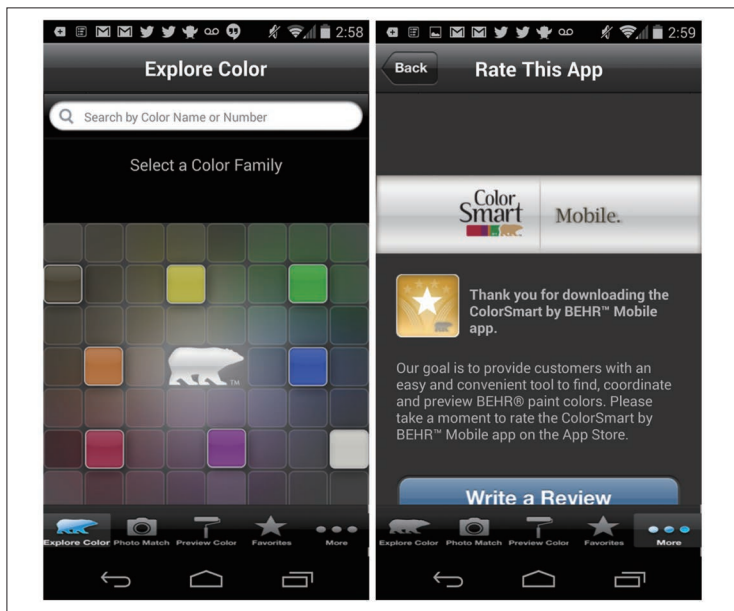 2:58
Explore Color
Search by Color Name or Number
Select a Color Family
TM
Explore Color
Photo Match
Preview Color
Favorites
More
2:59
Back
Rate This App
Color
Smart
Mobile.
Thank you for downloading the
ColorSmart by BEHR™ Mobile
app.
Our goal is to provide customers with an
easy and convenient tool to find, coordinate
and preview BEHR® paint colors. Please
take a moment to rate the ColorSmart by
BEHR™ Mobile app on the App Store.
Write a Review
Explore Color
Photo Match
Preview Color
Favorites
More